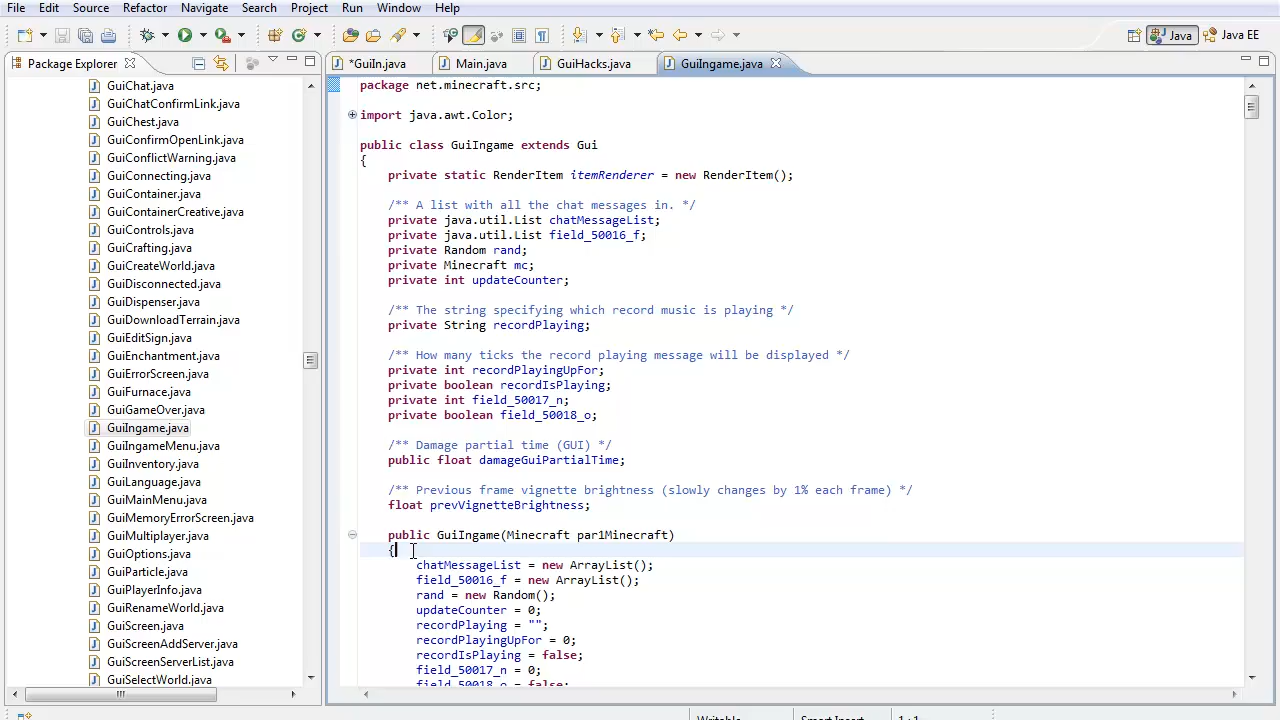 File Edit Source Refactor Navigate Search Project Run Window Help
Java Java EE
Package Explorer
*GuiIn.java Main.java GuiHacks.java GuiIngame.java
GuiChat.java
GuiChatConfirmLink.java
GuiChest.java
GuiConfirmOpenLink.java
GuiConflictWarning.java
GuiConnecting.java
GuiContainer.java
GuiContainerCreative.java
GuiControls.java
GuiCrafting.java
GuiCreateWorld.java
GuiDisconnected.java
GuiDispenser.java
GuiDownloadTerrain.java
GuiEditSign.java
GuiEnchantment.java
GuiErrorScreen.java
GuiFurnace.java
GuiGameOver.java
GuiIngame.java
GuiIngameMenu.java
GuiInventory.java
GuiLanguage.java
GuiMainMenu.java
GuiMemoryErrorScreen.java
GuiMultiplayer.java
GuiOptions.java
GuiParticle.java
GuiPlayerInfo.java
GuiRenameWorld.java
GuiScreen.java
GuiScreenAddServer.java
GuiScreenServerList.java
GuiSelectWorld.java
package net.minecraft.src;
import java.awt.Color;
public class GuiIngame extends Gui
{
private static RenderItem itemRenderer = new RenderItem();
/** A list with all the chat messages in. */
private java.util.List chatMessageList;
private java.util.List field_50016_f;
private Random rand;
private Minecraft mc;
private int updateCounter;
/** The string specifying which record music is playing */
private String recordPlaying;
/** How many ticks the record playing message will be displayed */
private int recordPlayingUpFor;
private boolean recordIsPlaying;
private int field_50017_n;
private boolean field_50018_o;
/** Damage partial time (GUI) */
public float damageGuiPartialTime;
/** Previous frame vignette brightness (slowly changes by 1% each frame) */
float prevVignetteBrightness;
public GuiIngame(Minecraft par1Minecraft)
{
chatMessageList = new ArrayList();
field_50016_f = new ArrayList();
rand = new Random();
updateCounter = 0;
recordPlaying = "";
recordPlayingUpFor = 0;
recordIsPlaying = false;
field_50017_n = 0;
field_50018_o = false;
Writable Smart Insert 1 : 1